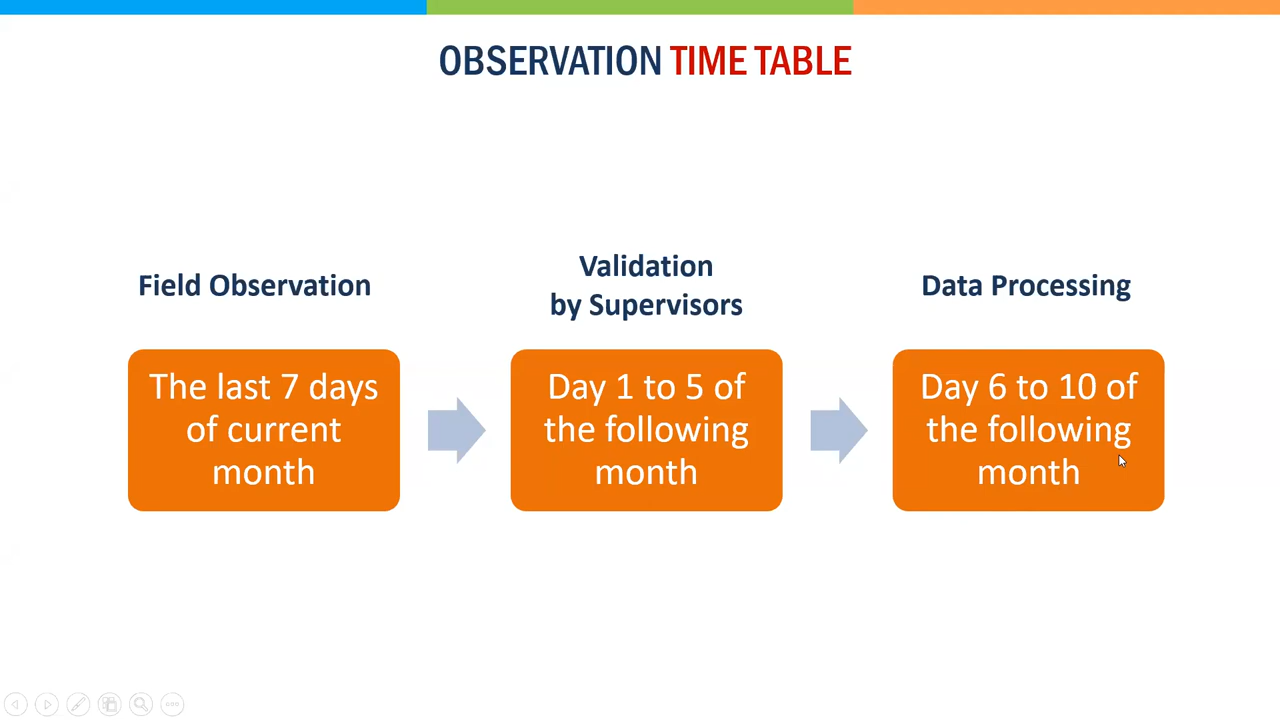 OBSERVATION TIME TABLE
Field Observation
The last 7 days
of current
month
Validation
by Supervisors
Day 1 to 5 of
the following
month
Data Processing
Day 6 to 10 of
the following
month